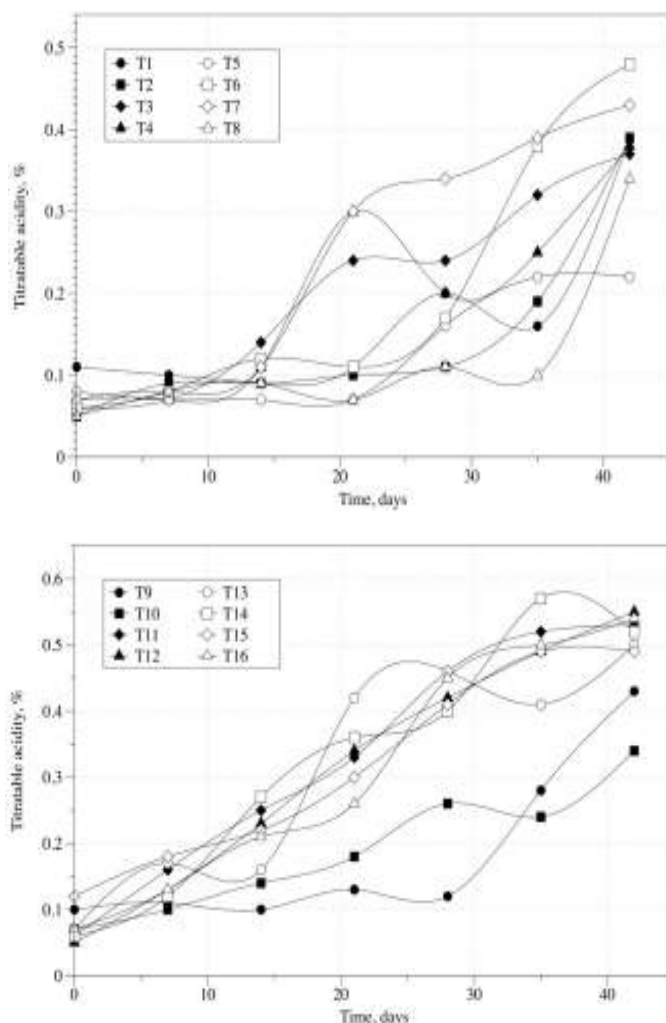 0.5
0.4
0.3
0.2
0.1
0
Titratable acidity, %
T1 T5
T2 T6
T3 T7
T4 T8
0 10 20 30 40
Time, days
0.6
0.5
0.4
0.3
0.2
0.1
0
Titratable acidity, %
T9 T13
T10 T14
T11 T15
T12 T16
0 10 20 30 40
Time, days